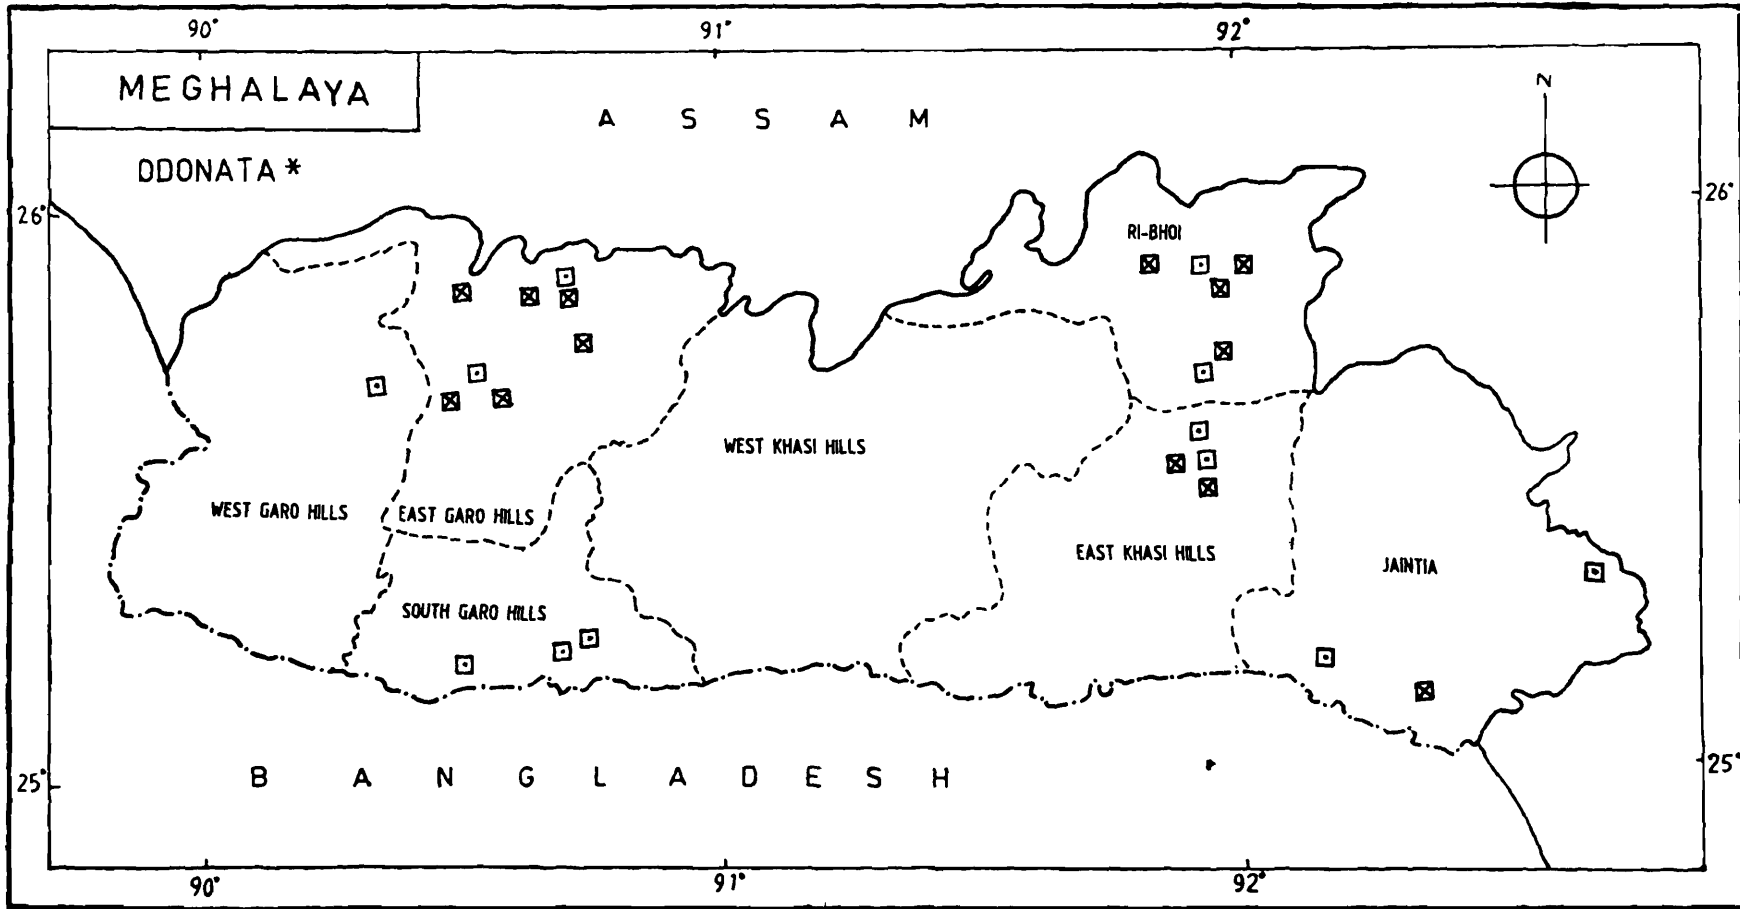 90° 91° 92°
MEGHALAYA
N
A S S A M
ODONATA *
26° 26°
RI-BHOI
WEST KHASI HILLS
WEST GARO HILLS
EAST GARO HILLS
EAST KHASI HILLS
JAINTIA
SOUTH GARO HILLS
25° 25°
B A N G L A D E S H
90° 91° 92°